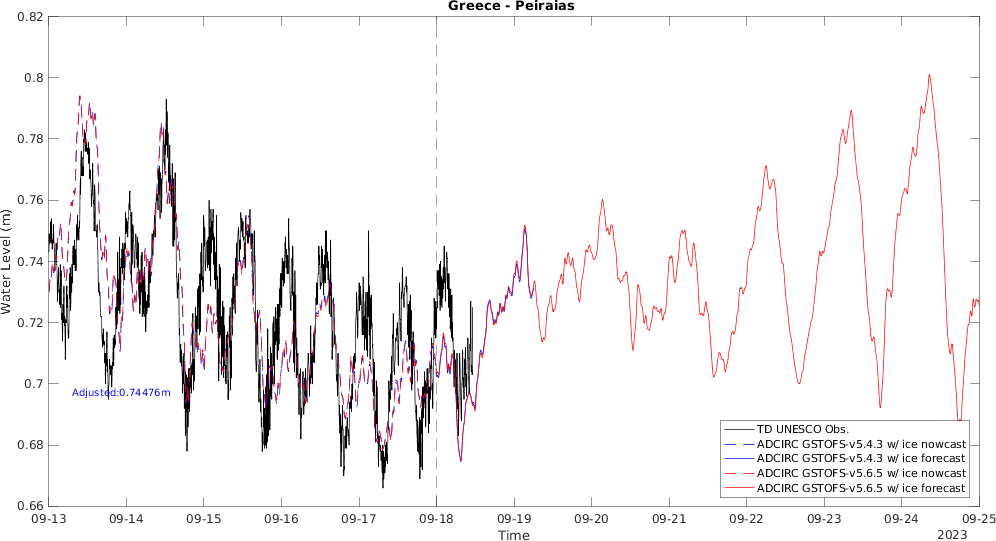 Greece - Peiraias
0.82
0.8
0.78
0.76
0.74
0.72
0.7
0.68
0.66
Water Level (m)
Adjusted:0.74476m
TD UNESCO Obs.
ADCIRC GSTOFS-v5.4.3 w/ ice nowcast
ADCIRC GSTOFS-v5.4.3 w/ ice forecast
ADCIRC GSTOFS-v5.6.5 w/ ice nowcast
ADCIRC GSTOFS-v5.6.5 w/ ice forecast
09-13 09-14 09-15 09-16 09-17 09-18 09-19 09-20 09-21 09-22 09-23 09-24 09-25
Time
2023